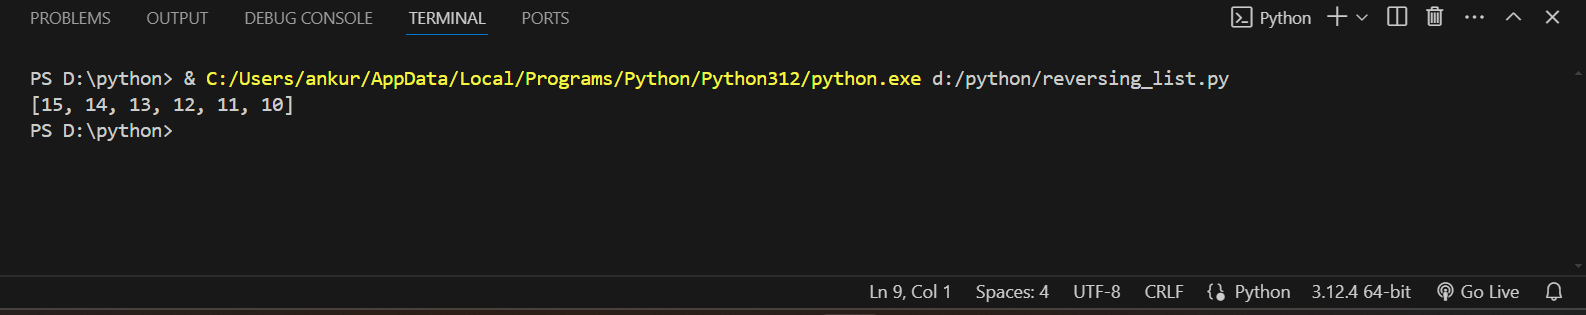 PROBLEMS OUTPUT DEBUG CONSOLE TERMINAL PORTS Python
PS D:\python> & C:/Users/ankur/AppData/Local/Programs/Python/Python312/python.exe d:/python/reversing_list.py
[15, 14, 13, 12, 11, 10]
PS D:\python>
Ln 9, Col 1 Spaces: 4 UTF-8 CRLF Python 3.12.4 64-bit Go Live